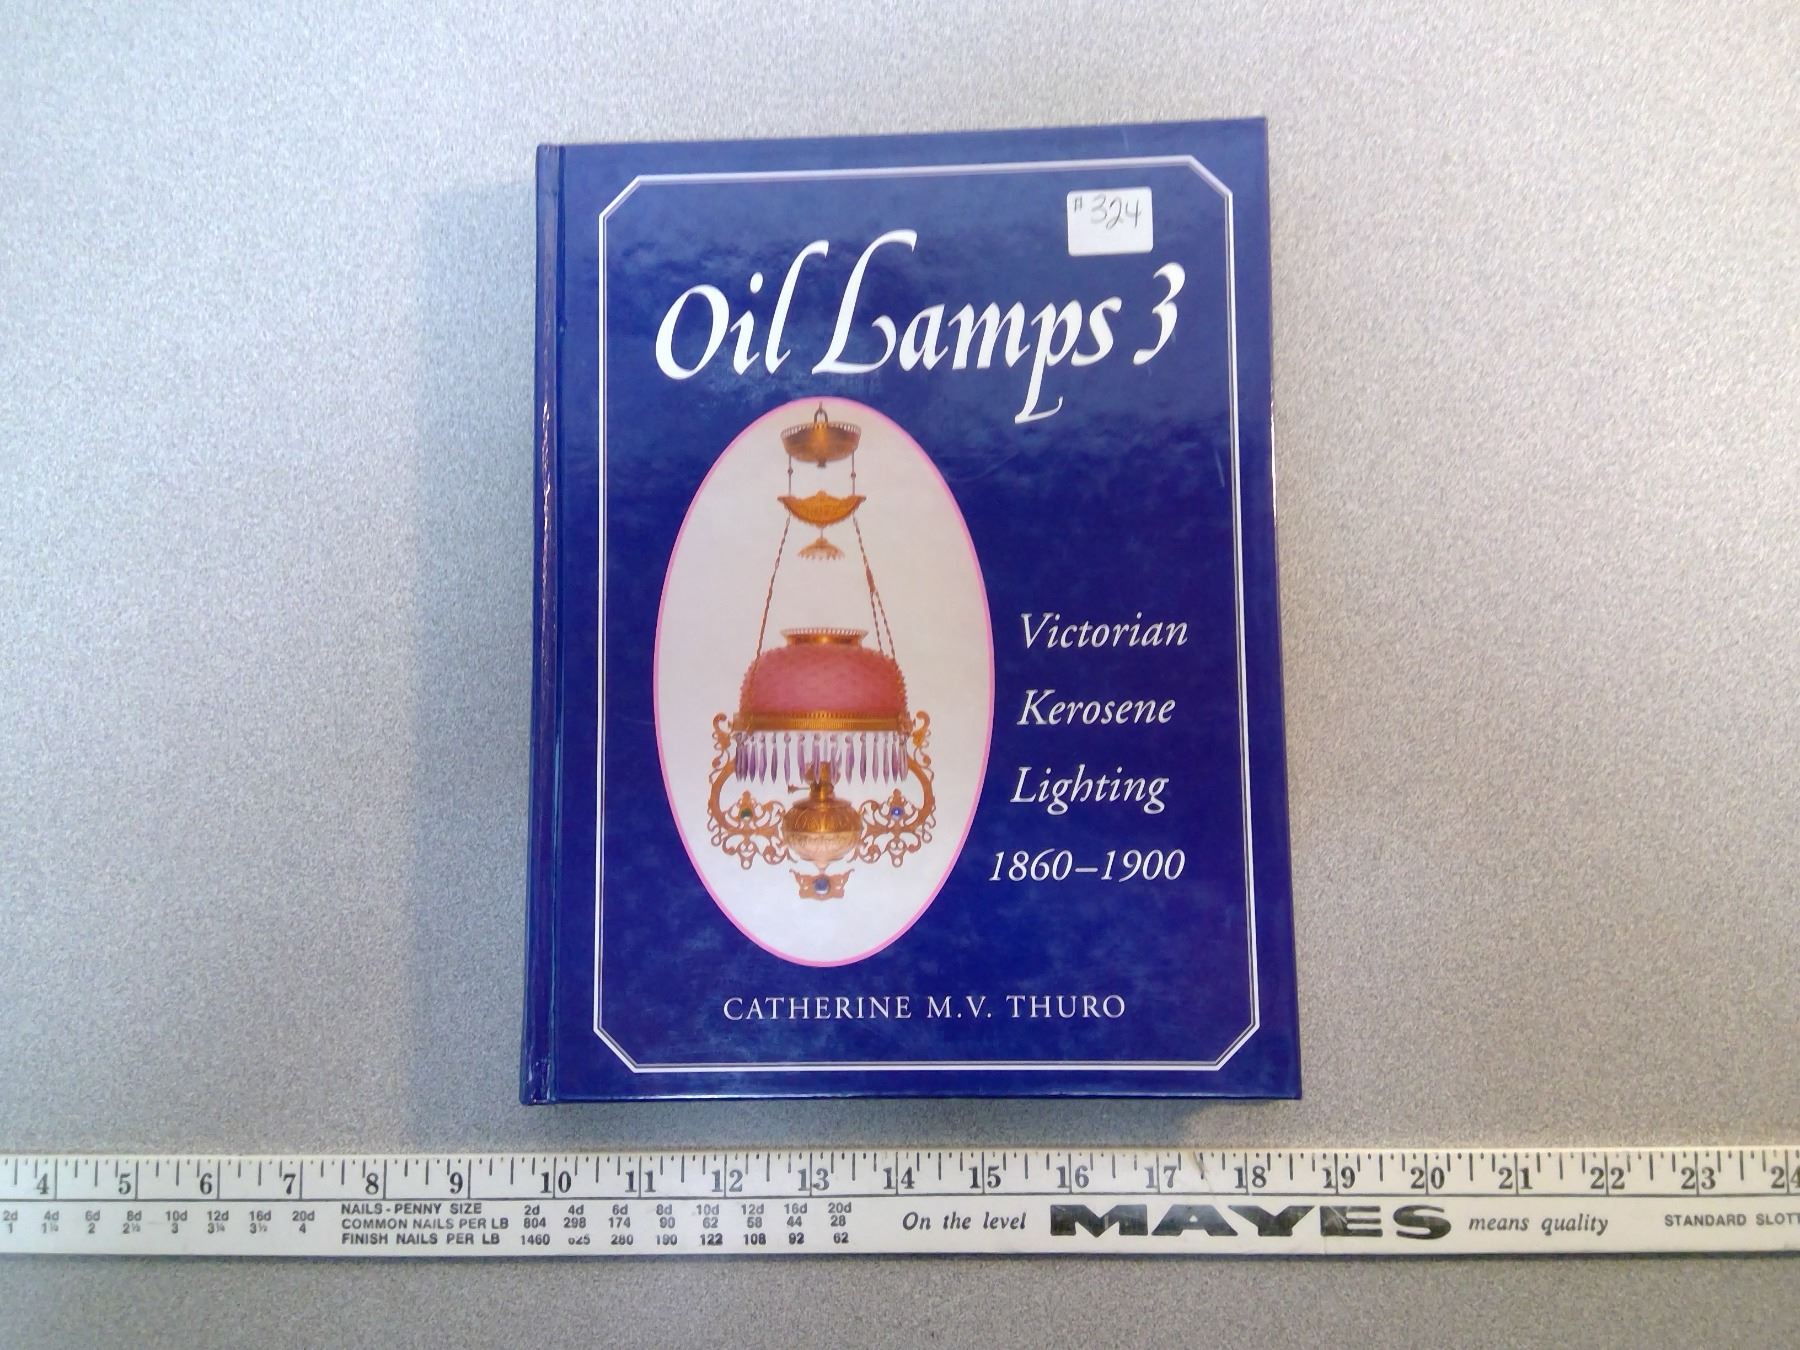 #324
Oil Lamps 3
Victorian
Kerosene
Lighting
1860–1900
CATHERINE M.V. THURO
4 5 6 7 8 9 10 11 12 13 14 15 16 17 18 19 20 21 22 23 24
2d 4d 6d 8d 10d 12d 16d 20d NAILS - PENNY SIZE 2d 4d 6d 8d 10d 12d 16d 20d
1 1¼ 2 2½ 3 3¼ 3½ 4 COMMON NAILS PER LB 804 298 174 90 62 58 44 28
FINISH NAILS PER LB 1460 625 280 190 122 108 92 62
On the level MAYES means quality STANDARD SLOTT